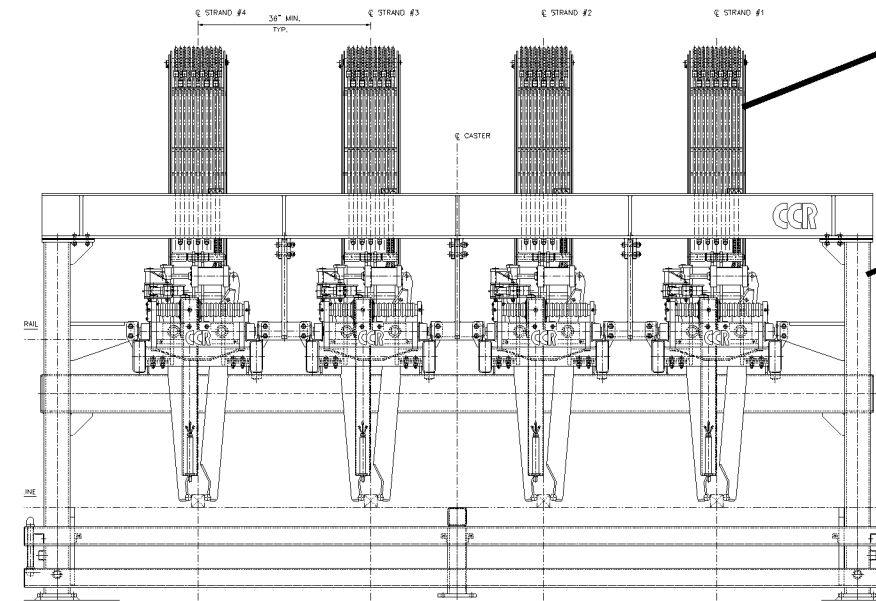 ℄ STRAND #4
36" MIN.
TYP.
℄ STRAND #3
℄ STRAND #2
℄ STRAND #1
℄ CASTER
CCR
RAIL
INE
CCR
CCR
CCR
CCR